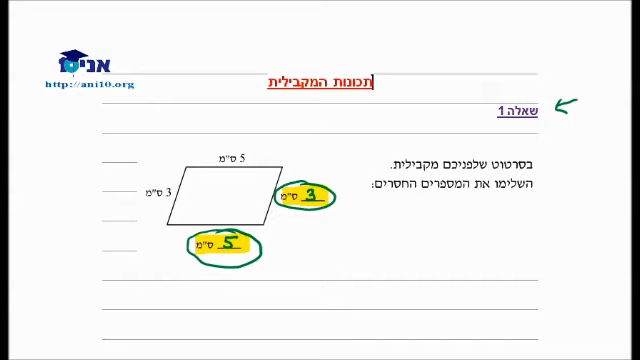 אני10
http://ani10.org
תכונות המקבילית
שאלה 1
בסרטוט שלפניכם מקבילית.
השלימו את המספרים החסרים:
5 ס"מ
3 ס"מ
3 ס"מ
5 ס"מ